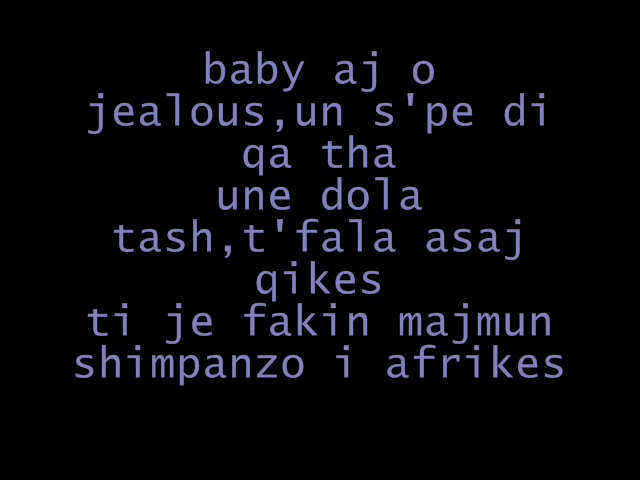 baby aj o
jealous,un s'pe di
qa tha
une dola
tash,t'fala asaj
qikes
ti je fakin majmun
shimpanzo i afrikes